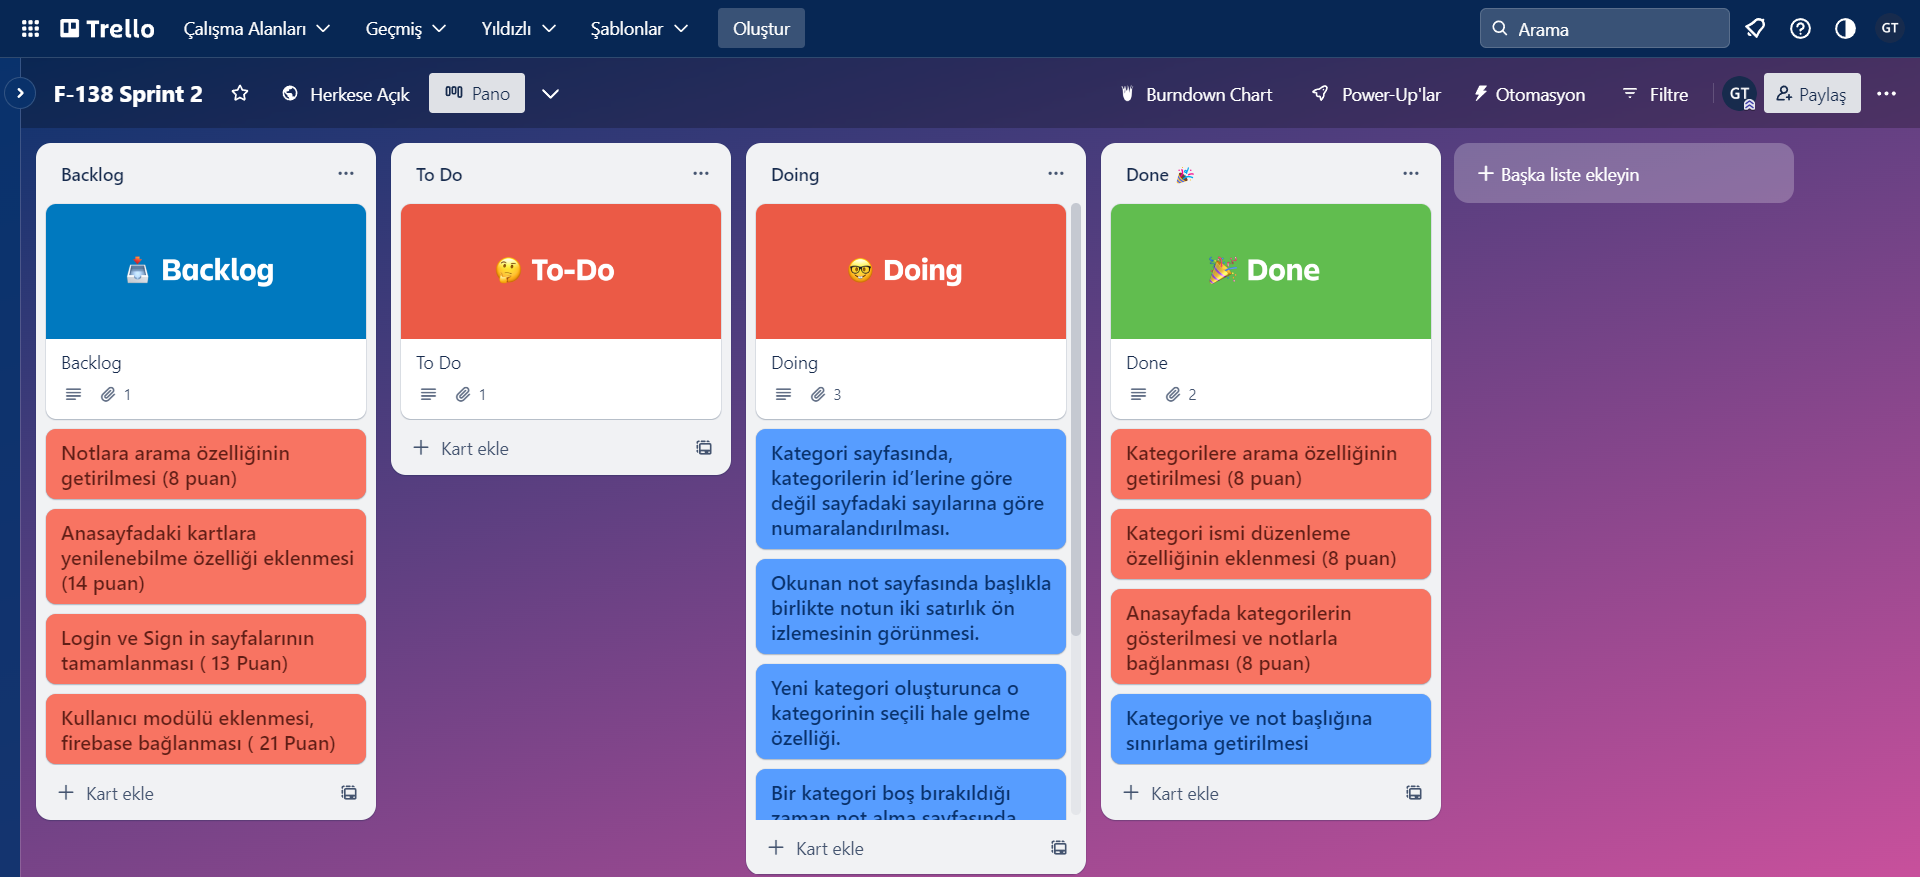 Trello
Çalışma Alanları
Geçmiş
Yıldızlı
Şablonlar
Oluştur
Arama
GT
F-138 Sprint 2
Herkese Açık
Pano
Burndown Chart
Power-Up'lar
Otomasyon
Filtre
GT
Paylaş
Backlog
Backlog
Backlog
1
Notlara arama özelliğinin
getirilmesi (8 puan)
Anasayfadaki kartlara
yenilenebilme özelliği eklenmesi
(14 puan)
Login ve Sign in sayfalarının
tamamlanması ( 13 Puan)
Kullanıcı modülü eklenmesi,
firebase bağlanması ( 21 Puan)
Kart ekle
To Do
To-Do
To Do
1
Kart ekle
Doing
Doing
Doing
3
Kategori sayfasında,
kategorilerin id’lerine göre
değil sayfadaki sayılarına göre
numaralandırılması.
Okunan not sayfasında başlıkla
birlikte notun iki satırlık ön
izlemesinin görünmesi.
Yeni kategori oluşturunca o
kategorinin seçili hale gelme
özelliği.
Bir kategori boş bırakıldığı
zaman not alma sayfasında
Kart ekle
Done 🎉
Done
Done
2
Kategorilere arama özelliğinin
getirilmesi (8 puan)
Kategori ismi düzenleme
özelliğinin eklenmesi (8 puan)
Anasayfada kategorilerin
gösterilmesi ve notlarla
bağlanması (8 puan)
Kategoriye ve not başlığına
sınırlama getirilmesi
Kart ekle
Başka liste ekleyin